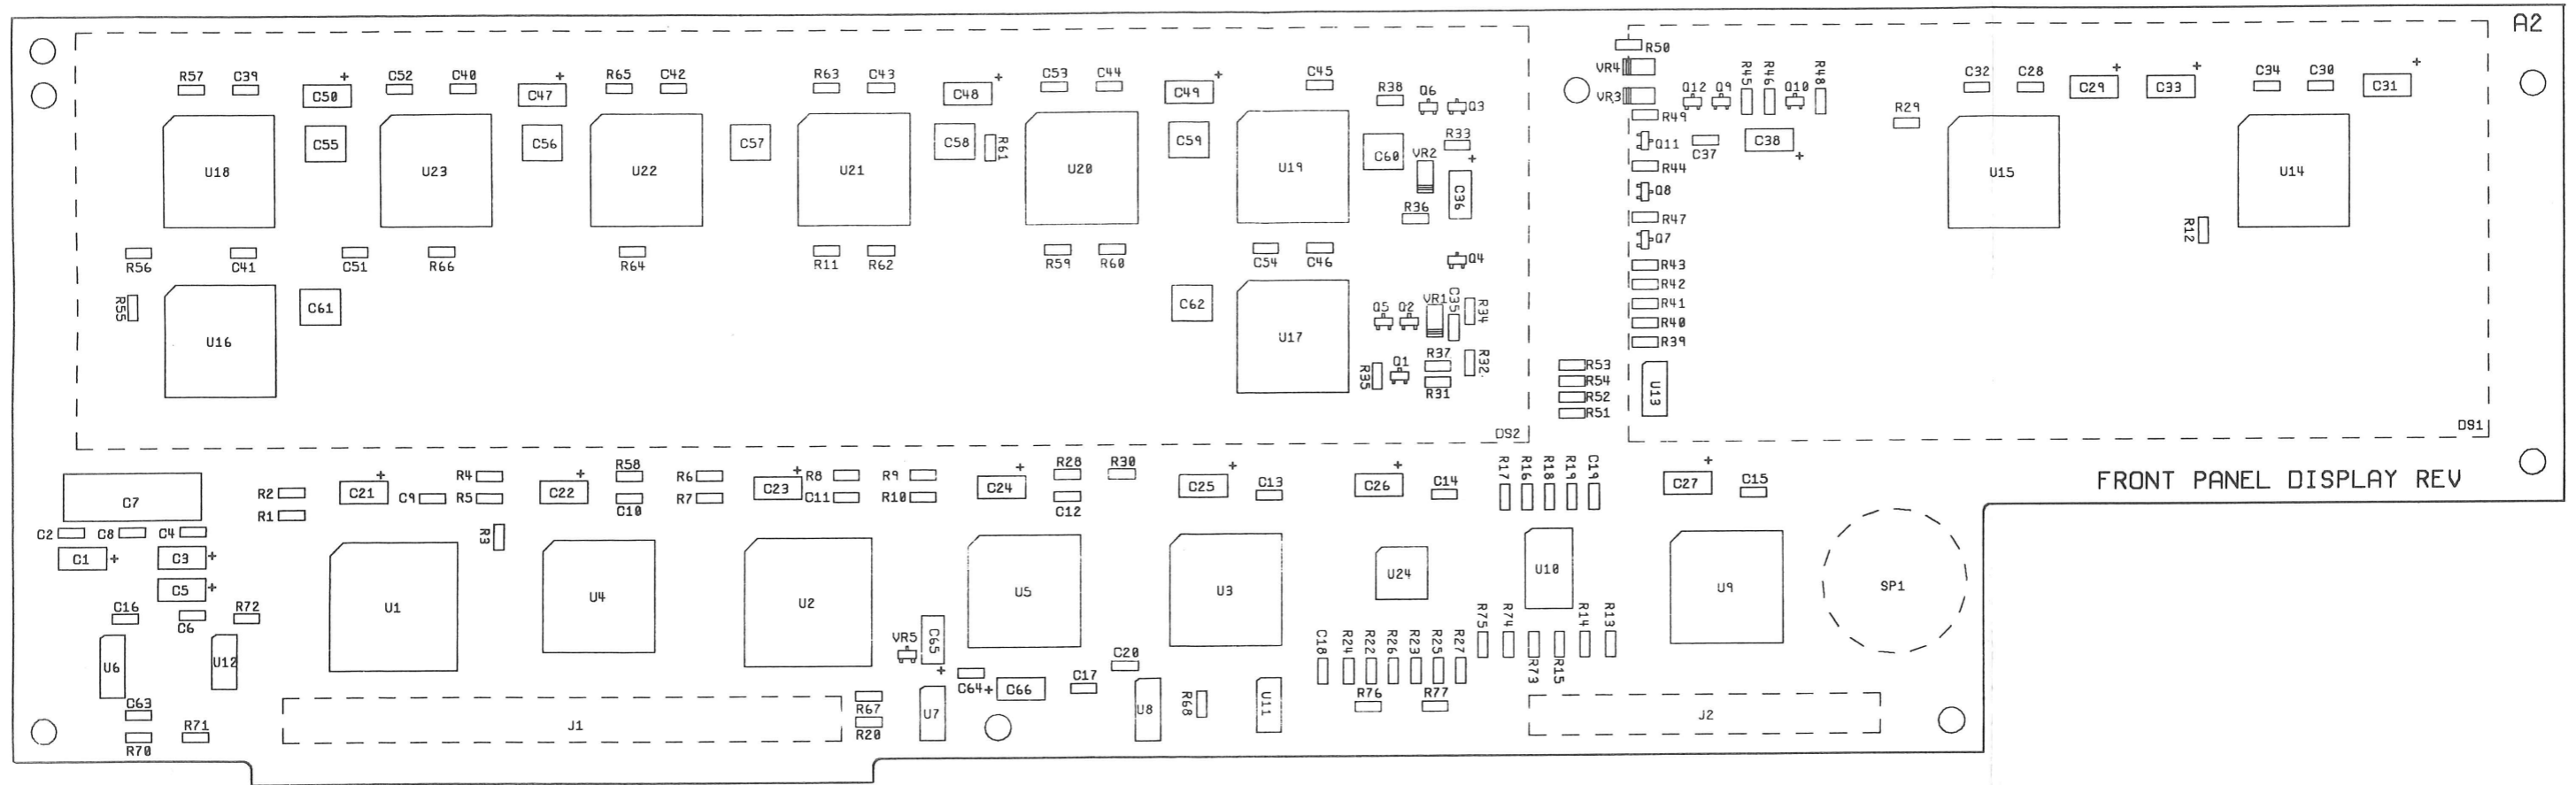 A2
R50
R57 C39 + C52 C40 + R65 C42 R63 C43 + C53 C44 + C45 VR4 C32 C28 + + C34 C30 +
C50 C47 C48 C49 R38 Q6 Q3 VR3 Q12 Q9 R45 R46 Q10 R48 C29 C33 C31
R49 R29
C55 C56 C57 C58 R61 C59 C60 VR2 R33 + Q11 C37 C38 +
U18 U23 U22 U21 U20 U19 R44 U15 U14
C36 Q8
R36 R47 R12
Q7
R56 C41 C51 R66 R64 R11 R62 R59 R60 C54 C46 Q4 R43
R42
R55 C61 C62 Q5 Q2 VR1 C35 R34 R41
R40
U16 U17 R39
Q1 R37 R32 R53
R35 R31 R54 U13
R52
R51
DS2 DS1
R58 R28 R30 + R17 R16 R18 R19 C19 + FRONT PANEL DISPLAY REV
R4 + R6 + R8 R9 + +
R2 + C21 C9 R5 C22 R7 C23 C11 R10 C24 C25 C13 C26 C14 C27 C15
C7 C10 C12
R1
C2 C8 C4 R3
C1 + C3 +
C5 + U24 U10 U9 SP1
C16 R72 U1 U4 U2 U5 U3
C6 R75 R74 R14 R13
VR5 C65 C18 R24 R22 R26 R23 R25 R27
U6 U12 + C20 R73 R15
C64 + C66 C17
C63 R67 U7 U8 R68 U11 R76 R77
R71 J1 J2
R70 R20